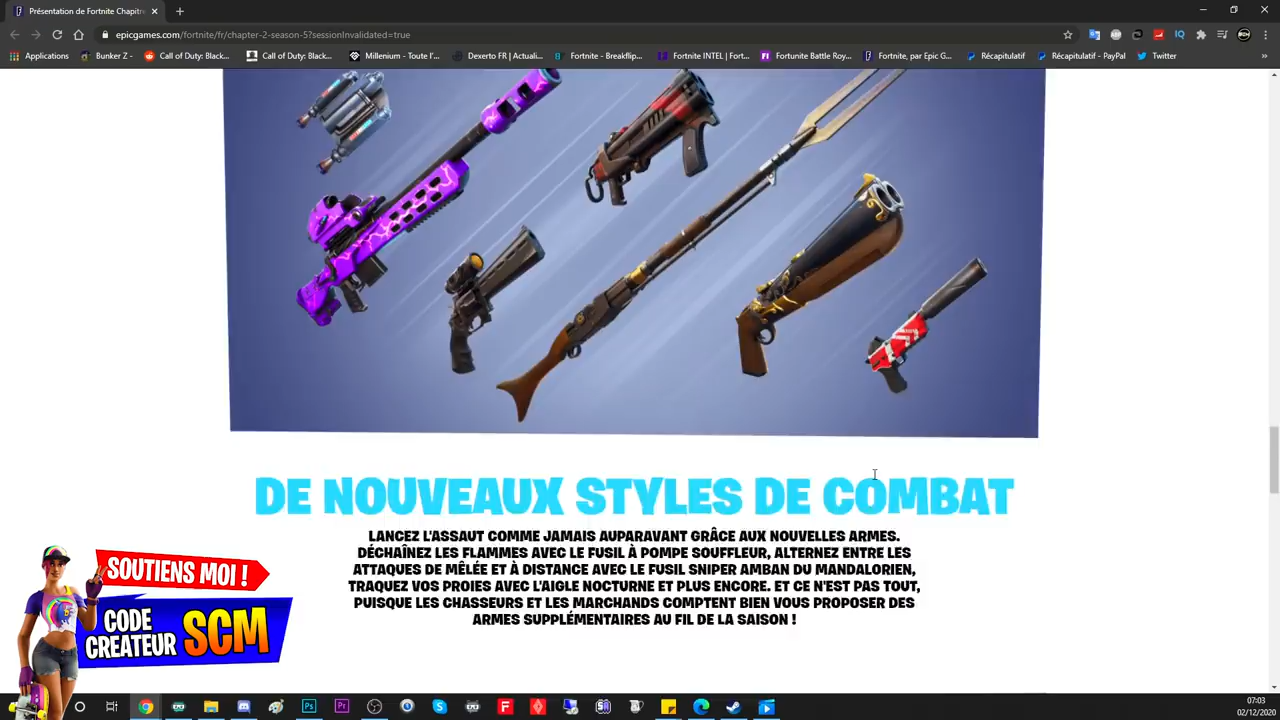 Présentation de Fortnite Chapitre
epicgames.com/fortnite/fr/chapter-2-season-5?sessionInvalidated=true
Applications
Bunker Z -
Call of Duty: Black...
Call of Duty: Black...
Millenium - Toute l'...
Dexerto FR | Actuali...
Fortnite - Breakflip...
Fortnite INTEL | Fort...
Fortunite Battle Roy...
Fortnite, par Epic G...
Récapitulatif
Récapitulatif - PayPal
Twitter
DE NOUVEAUX STYLES DE COMBAT
LANCEZ L'ASSAUT COMME JAMAIS AUPARAVANT GRÂCE AUX NOUVELLES ARMES.
DÉCHAÎNEZ LES FLAMMES AVEC LE FUSIL À POMPE SOUFFLEUR, ALTERNEZ ENTRE LES
ATTAQUES DE MÊLÉE ET À DISTANCE AVEC LE FUSIL SNIPER AMBAN DU MANDALORIEN,
TRAQUEZ VOS PROIES AVEC L'AIGLE NOCTURNE ET PLUS ENCORE. ET CE N'EST PAS TOUT,
PUISQUE LES CHASSEURS ET LES MARCHANDS COMPTENT BIEN VOUS PROPOSER DES
ARMES SUPPLÉMENTAIRES AU FIL DE LA SAISON !
SOUTIENS MOI !
CODE
CREATEUR SCM
07:03
02/12/2020